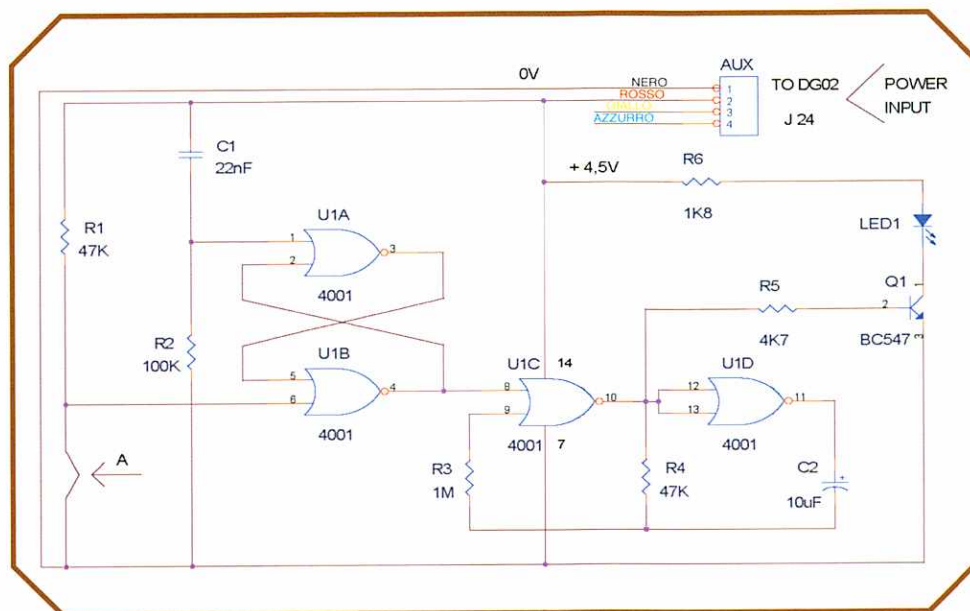 AUX
0V
NERO
1
TO DG02
POWER
INPUT
ROSSO
2
GIALLO
3
AZZURRO
4
J 24
C1
22nF
+ 4,5V
R6
1K8
LED1
R1
47K
U1A
1
2
3
4001
R5
4K7
Q1
1
2
3
BC547
R2
100K
U1B
5
6
4
4001
U1C
14
8
9
10
4001
7
U1D
12
13
11
4001
A
R3
1M
R4
47K
C2
+
10uF